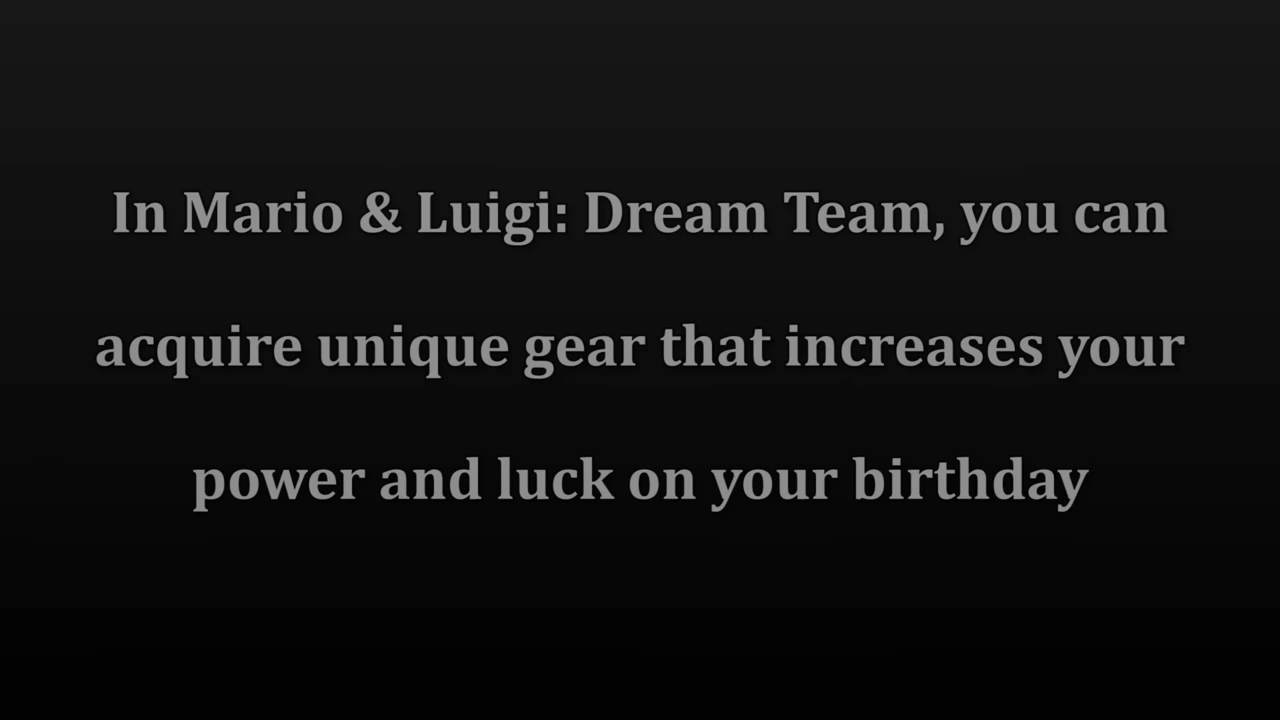 In Mario & Luigi: Dream Team, you can
acquire unique gear that increases your
power and luck on your birthday